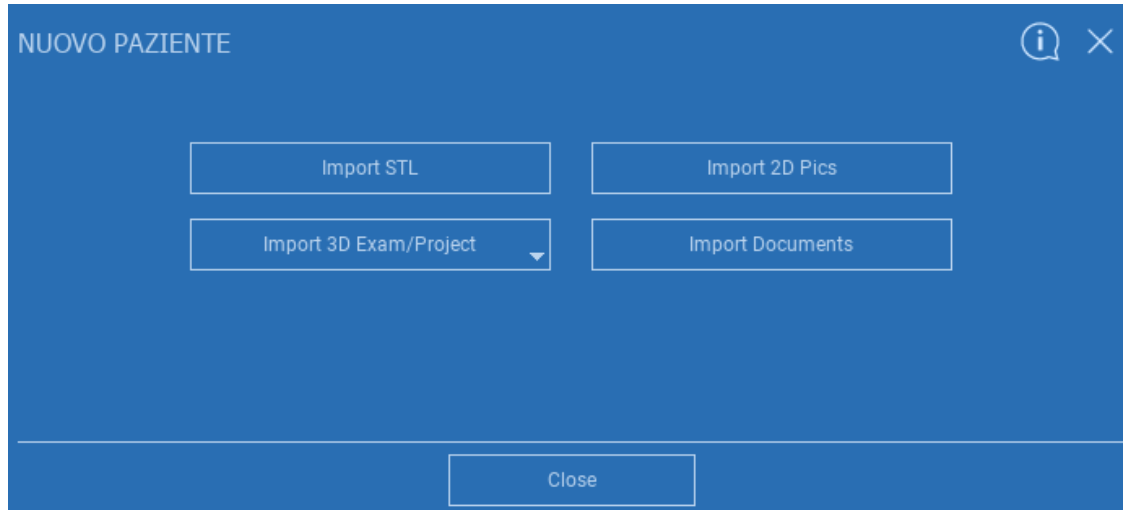 NUOVO PAZIENTE
Import STL
Import 2D Pics
Import 3D Exam/Project
Import Documents
Close